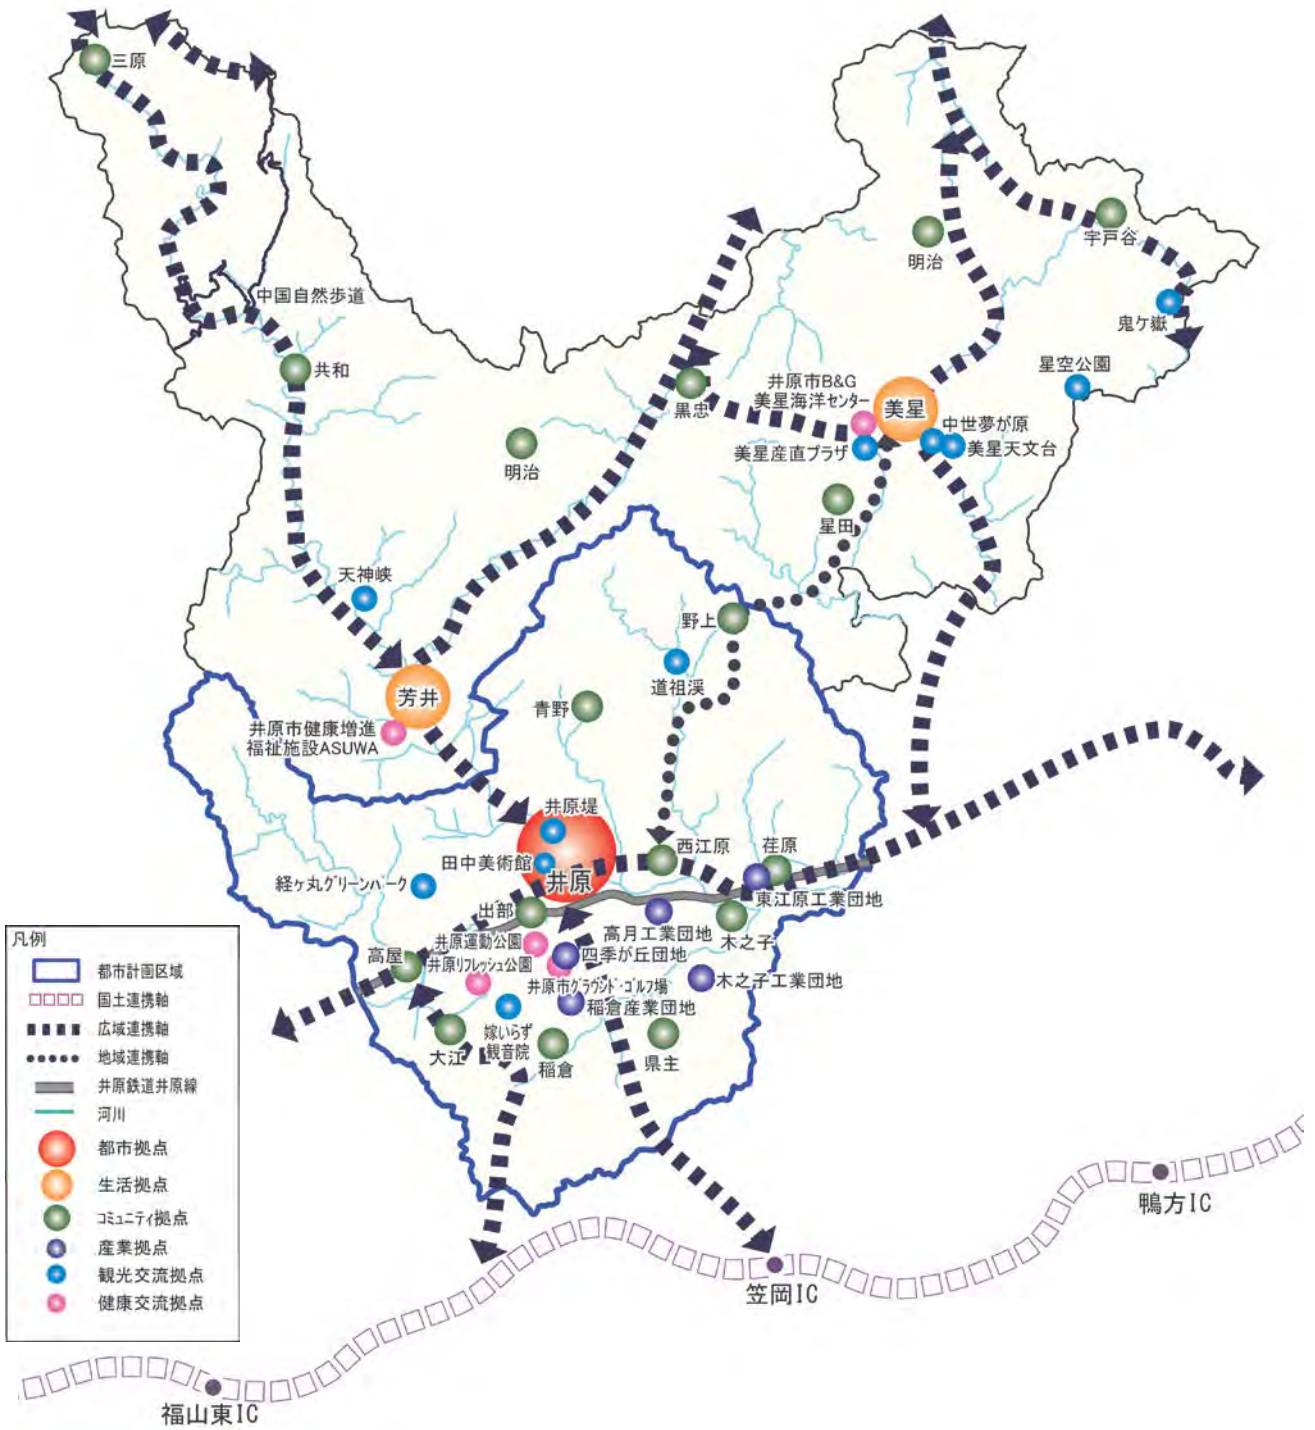 三原
中国自然歩道
共和
明治
宇戸谷
鬼ケ嶽
星空公園
井原市B&G
美星海洋センター
美星
黒忠
中世夢が原
美星産直プラザ
美星天文台
明治
星田
天神峡
野上
道祖渓
芳井
青野
井原市健康増進
福祉施設ASUWA
井原堤
田中美術館
井原
西江原
荏原
経ヶ丸グリーンパーク
東江原工業団地
出部
高月工業団地
木之子
井原運動公園
四季が丘団地
高屋
井原リフレッシュ公園
木之子工業団地
井原市グラウンド・ゴルフ場
稲倉産業団地
大江
嫁いらず
観音院
稲倉
県主
凡例
都市計画区域
国土連携軸
広域連携軸
地域連携軸
井原鉄道井原線
河川
都市拠点
生活拠点
コミュニティ拠点
産業拠点
観光交流拠点
健康交流拠点
鴨方IC
笠岡IC
福山東IC